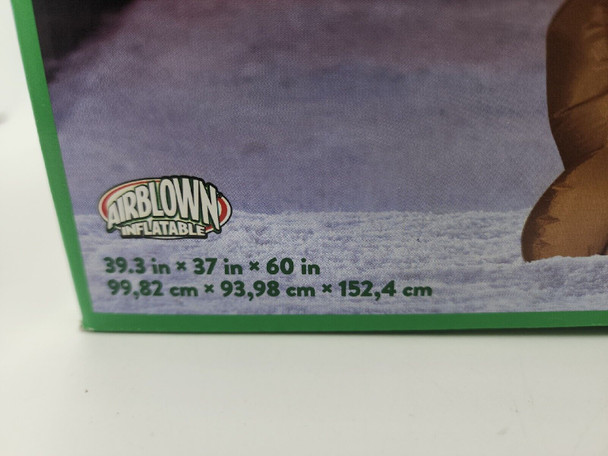 AIRBLOWN
INFLATABLE
39.3 in × 37 in × 60 in
99,82 cm × 93,98 cm × 152,4 cm